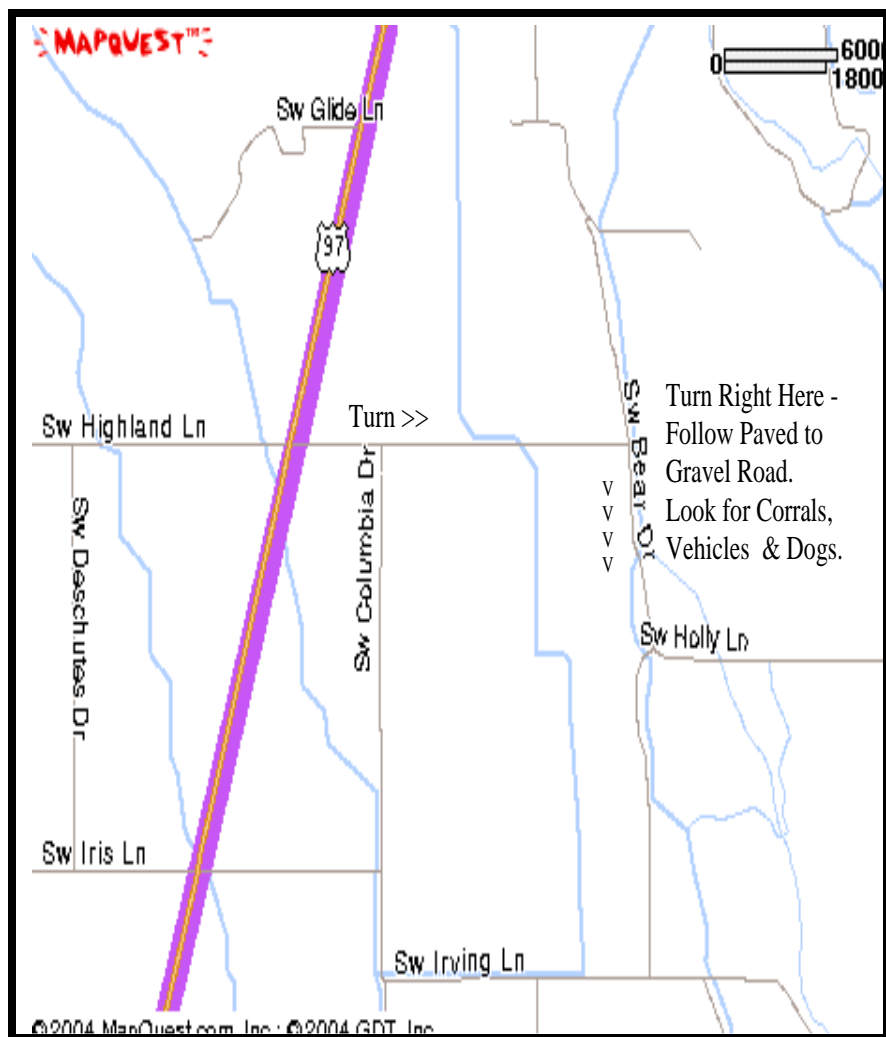 MAPQUEST™
0 600
1800
Sw Glide Ln
97
Turn >>
Sw Highland Ln
Sw Bear Dr
Turn Right Here -
Follow Paved to
Gravel Road.
Look for Corrals,
Vehicles & Dogs.
v
v
v
v
Sw Deschutes Dr
Sw Columbia Dr
Sw Holly Ln
Sw Iris Ln
Sw Irving Ln
©2004 MapQuest.com, Inc.; ©2004 GDT, Inc.